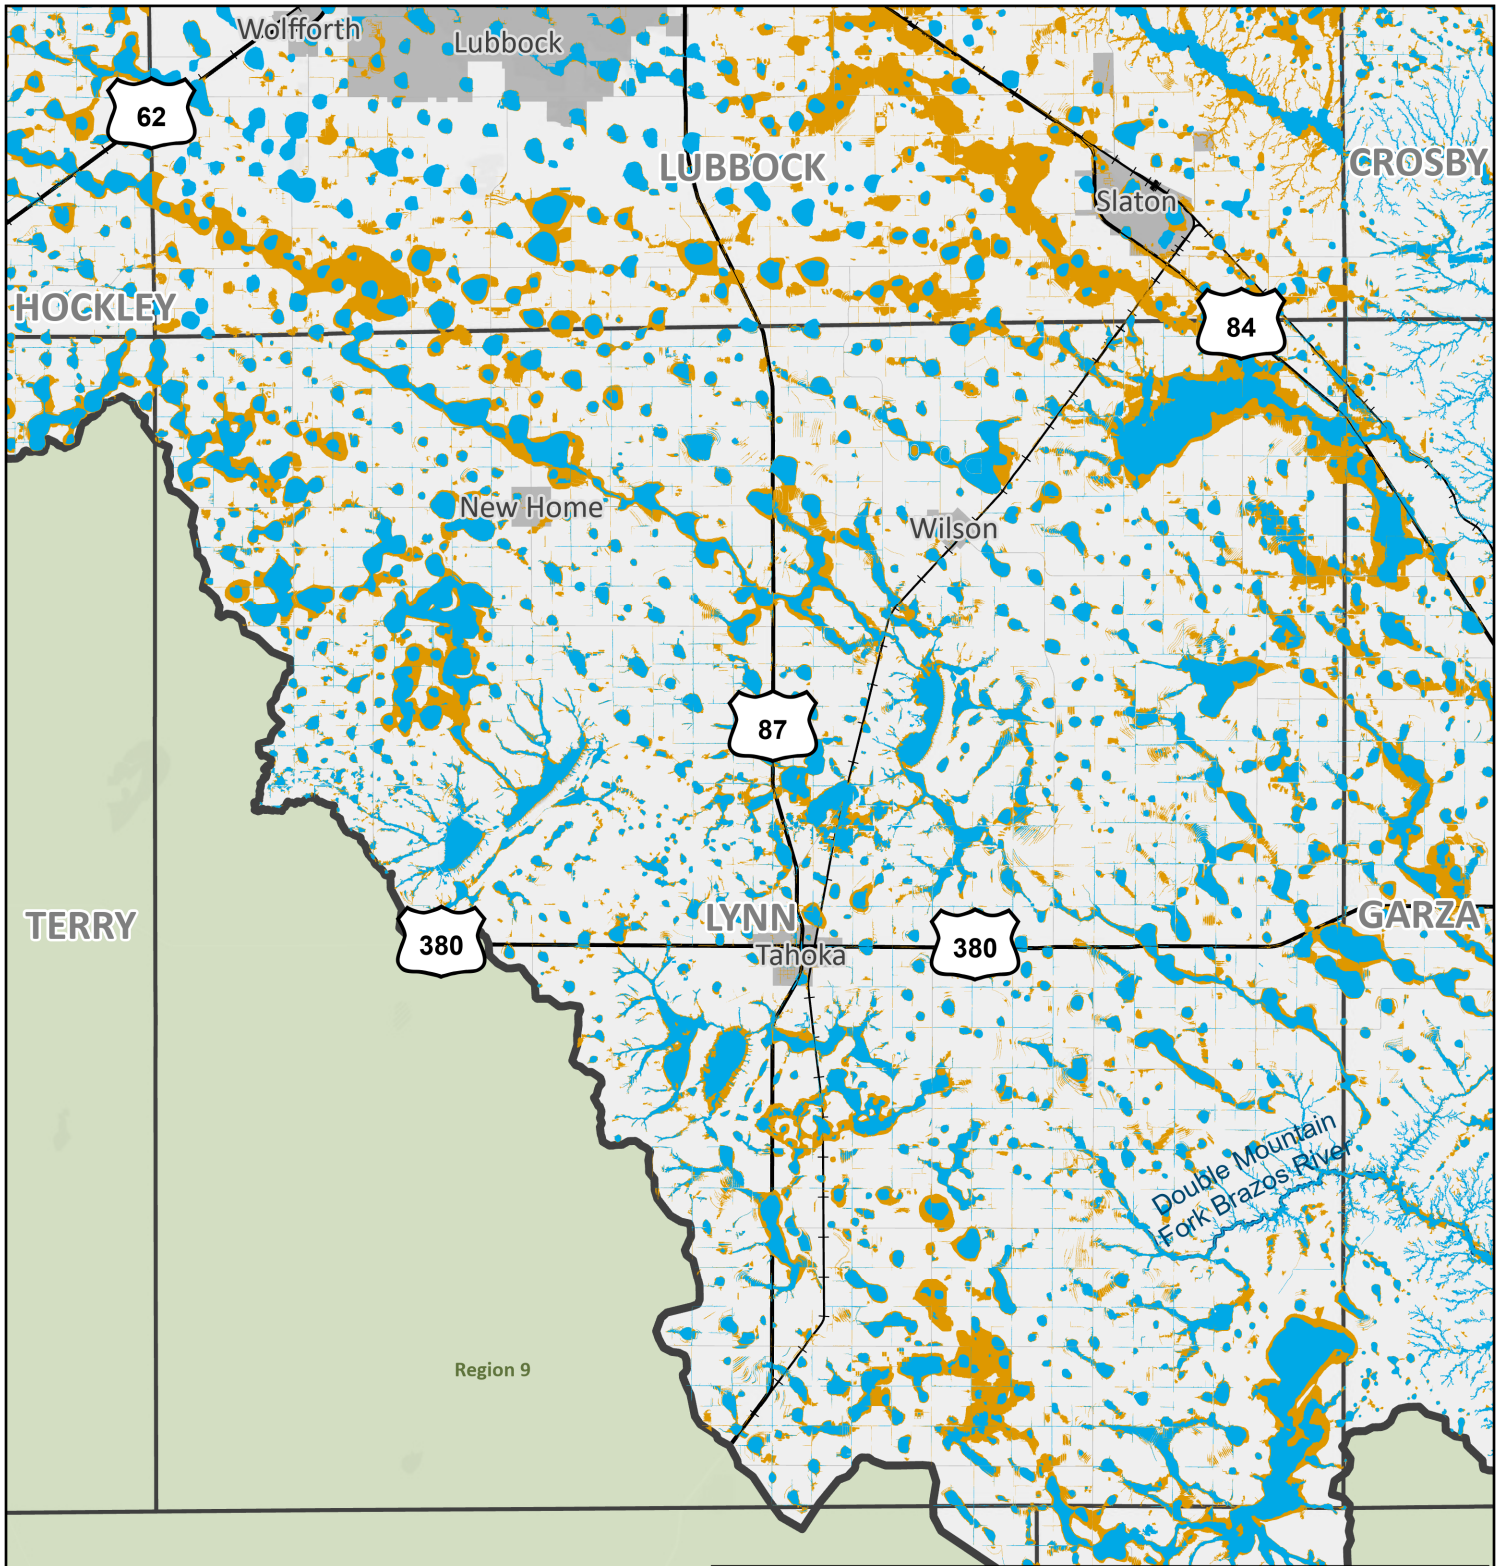 Wolfforth
Lubbock
62
LUBBOCK
CROSBY
Slaton
HOCKLEY
84
New Home
Wilson
87
TERRY
LYNN
GARZA
380
380
Tahoka
Double Mountain
Fork Brazos River
Region 9